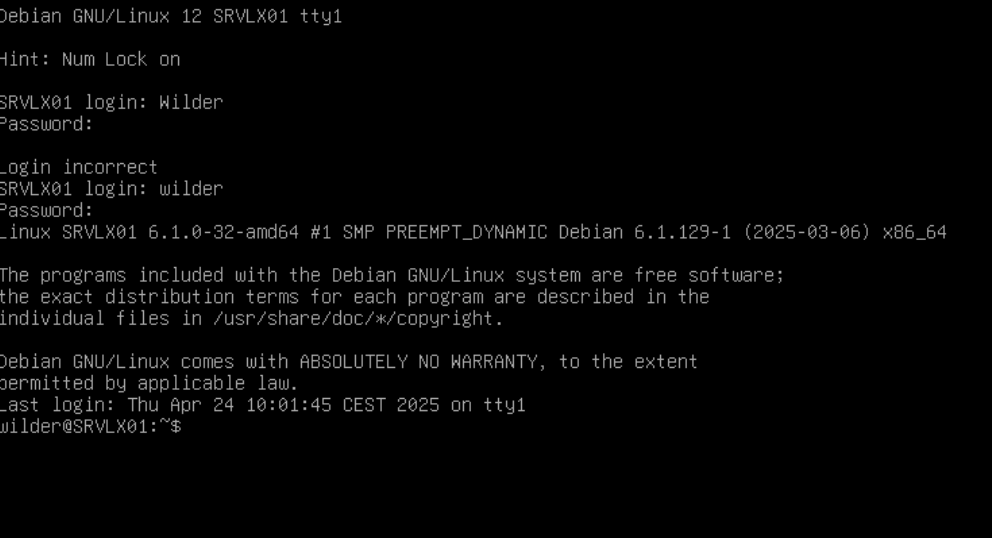 Debian GNU/Linux 12 SRVLX01 tty1
Hint: Num Lock on
SRVLX01 login: Wilder
Password:
Login incorrect
SRVLX01 login: wilder
Password:
Linux SRVLX01 6.1.0-32-amd64 #1 SMP PREEMPT_DYNAMIC Debian 6.1.129-1 (2025-03-06) x86_64
The programs included with the Debian GNU/Linux system are free software;
the exact distribution terms for each program are described in the
individual files in /usr/share/doc/*/copyright.
Debian GNU/Linux comes with ABSOLUTELY NO WARRANTY, to the extent
permitted by applicable law.
Last login: Thu Apr 24 10:01:45 CEST 2025 on tty1
wilder@SRVLX01:~$